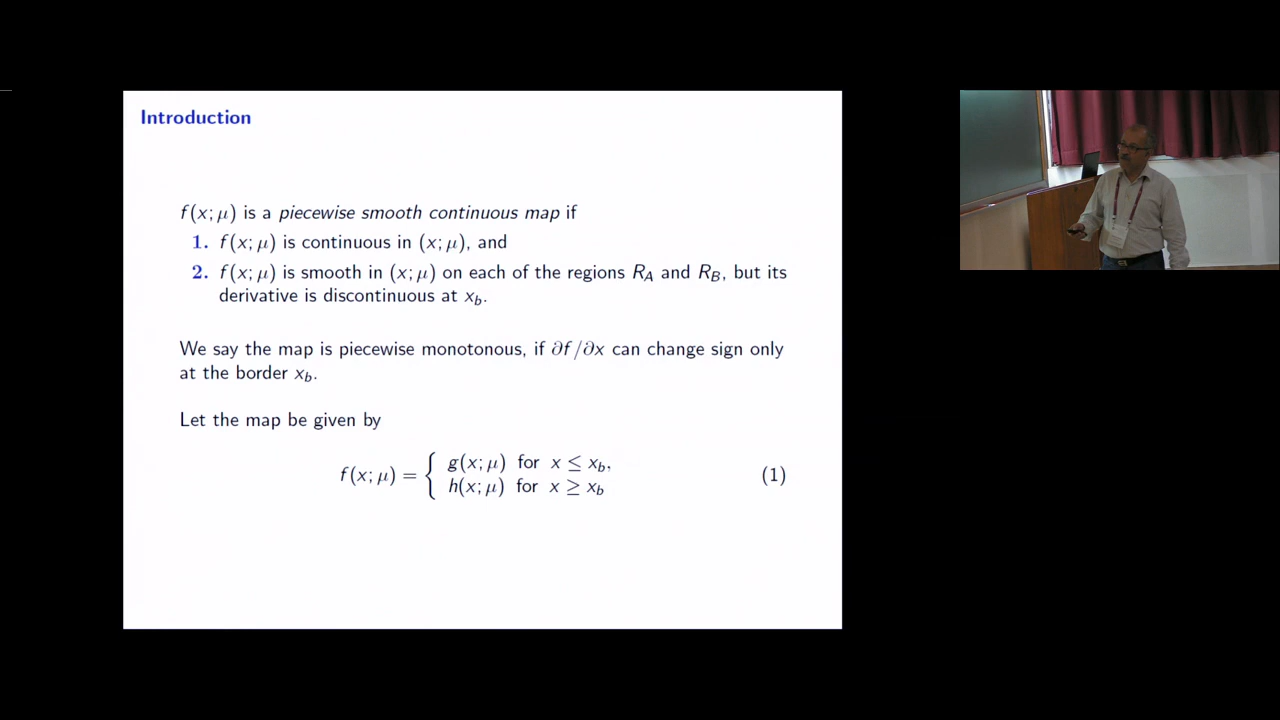 Introduction
f(x; μ) is a piecewise smooth continuous map if
1. f(x; μ) is continuous in (x; μ), and
2. f(x; μ) is smooth in (x; μ) on each of the regions R_A and R_B, but its
derivative is discontinuous at x_b.
We say the map is piecewise monotonous, if ∂f/∂x can change sign only
at the border x_b.
Let the map be given by
f(x; μ) = { g(x; μ) for x ≤ x_b,
h(x; μ) for x ≥ x_b
(1)